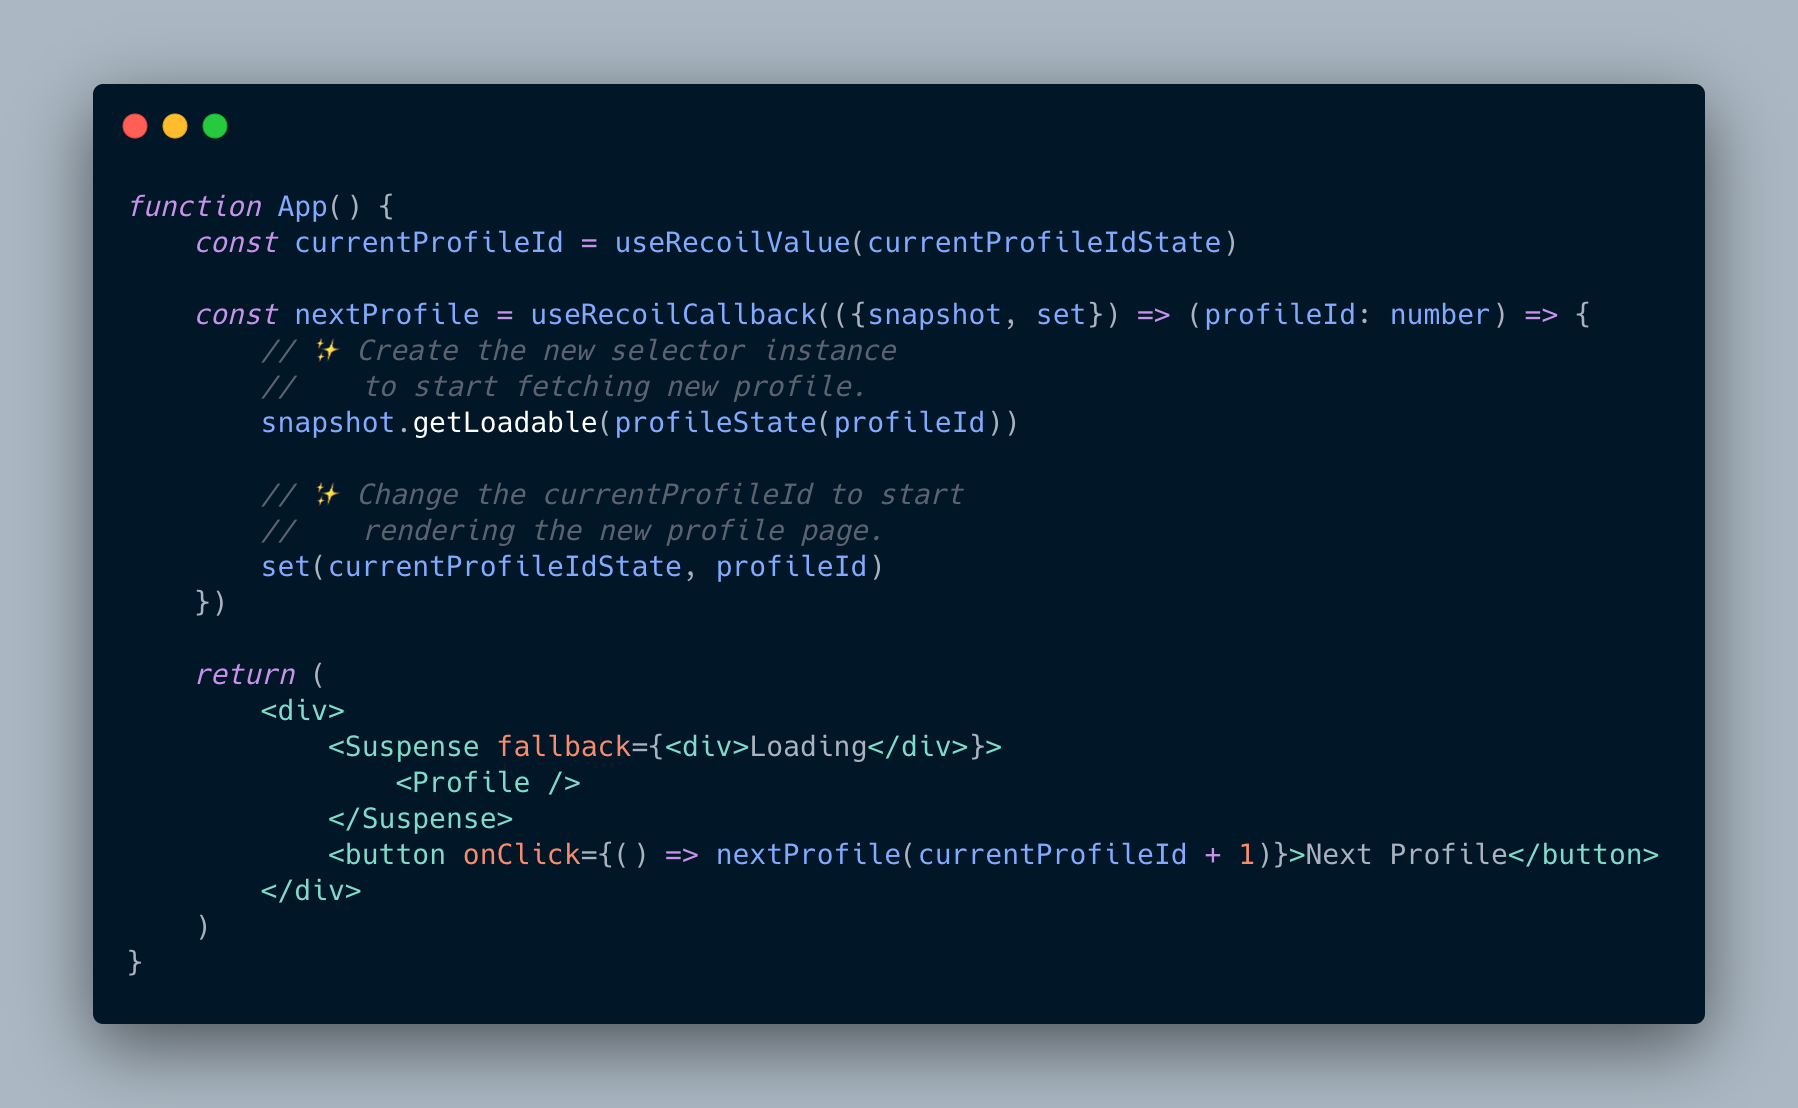 function App() {
    const currentProfileId = useRecoilValue(currentProfileIdState)

    const nextProfile = useRecoilCallback(({snapshot, set}) => (profileId: number) => {
        // ✨ Create the new selector instance
        //    to start fetching new profile.
        snapshot.getLoadable(profileState(profileId))

        // ✨ Change the currentProfileId to start
        //    rendering the new profile page.
        set(currentProfileIdState, profileId)
    })

    return (
        <div>
            <Suspense fallback={<div>Loading</div>}>
                <Profile />
            </Suspense>
            <button onClick={() => nextProfile(currentProfileId + 1)}>Next Profile</button>
        </div>
    )
}